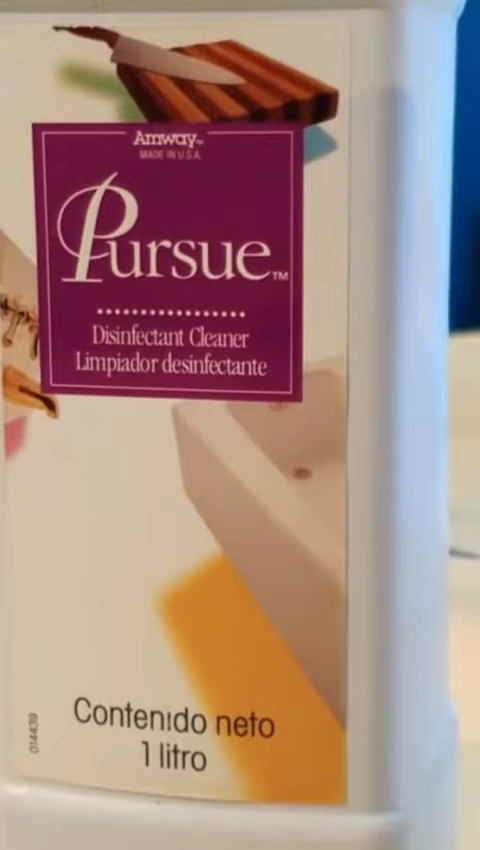 Amway™
MADE IN U.S.A.
Pursue™
Disinfectant Cleaner
Limpiador desinfectante
Contenido neto
1 litro
014439